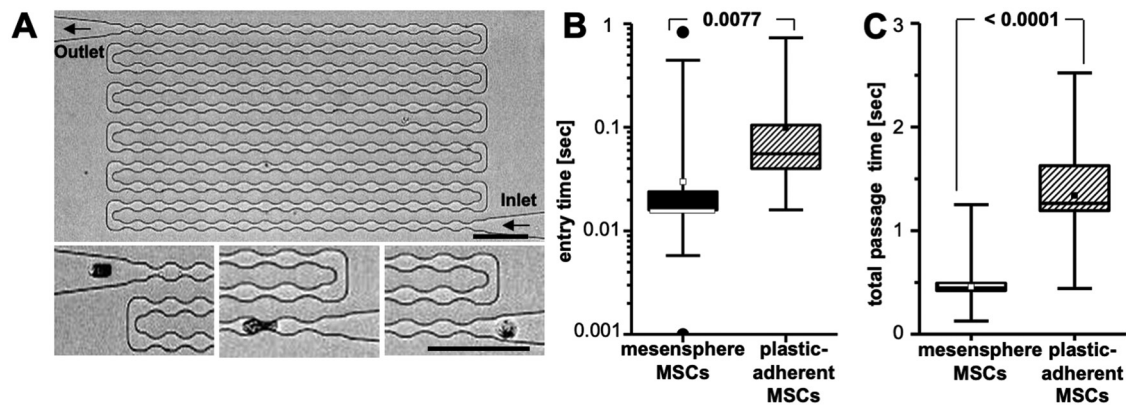 A
Outlet
Inlet
B
entry time [sec]
1
0.1
0.01
0.001
0.0077
mesensphere
MSCs
plastic-
adherent
MSCs
C
total passage time [sec]
3
2
1
0
< 0.0001
mesensphere
MSCs
plastic-
adherent
MSCs